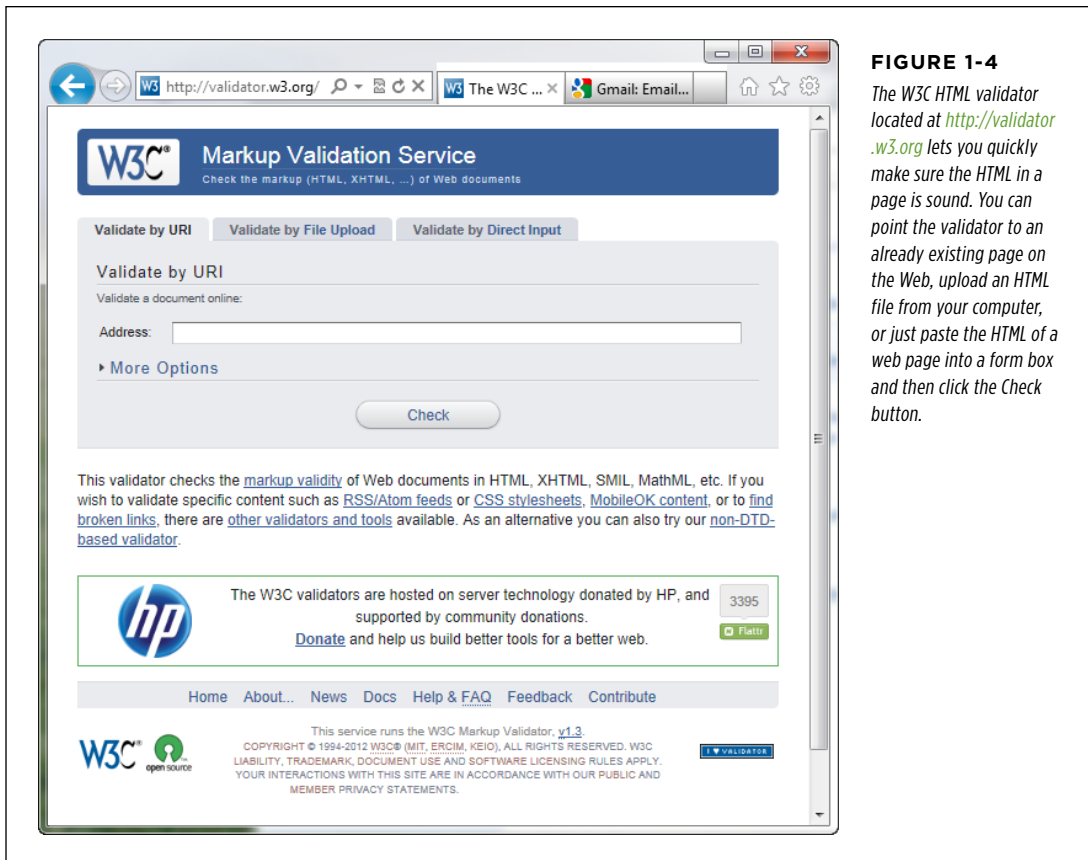 W3 http://validator.w3.org/
W3 The W3C ...
Gmail: Email...
W3C®
Markup Validation Service
Check the markup (HTML, XHTML, ...) of Web documents
Validate by URI
Validate by File Upload
Validate by Direct Input
Validate by URI
Validate a document online:
Address:
More Options
Check
This validator checks the markup validity of Web documents in HTML, XHTML, SMIL, MathML, etc. If you
wish to validate specific content such as RSS/Atom feeds or CSS stylesheets, MobileOK content, or to find
broken links, there are other validators and tools available. As an alternative you can also try our non-DTD-
based validator.
hp
The W3C validators are hosted on server technology donated by HP, and
supported by community donations.
Donate and help us build better tools for a better web.
3395
Flattr
Home About... News Docs Help & FAQ Feedback Contribute
W3C®
open source
This service runs the W3C Markup Validator, v1.3.
COPYRIGHT © 1994-2012 W3C® (MIT, ERCIM, KEIO), ALL RIGHTS RESERVED. W3C
LIABILITY, TRADEMARK, DOCUMENT USE AND SOFTWARE LICENSING RULES APPLY.
YOUR INTERACTIONS WITH THIS SITE ARE IN ACCORDANCE WITH OUR PUBLIC AND
MEMBER PRIVACY STATEMENTS.
I ♥ VALIDATOR
FIGURE 1-4
The W3C HTML validator
located at http://validator
.w3.org lets you quickly
make sure the HTML in a
page is sound. You can
point the validator to an
already existing page on
the Web, upload an HTML
file from your computer,
or just paste the HTML of a
web page into a form box
and then click the Check
button.